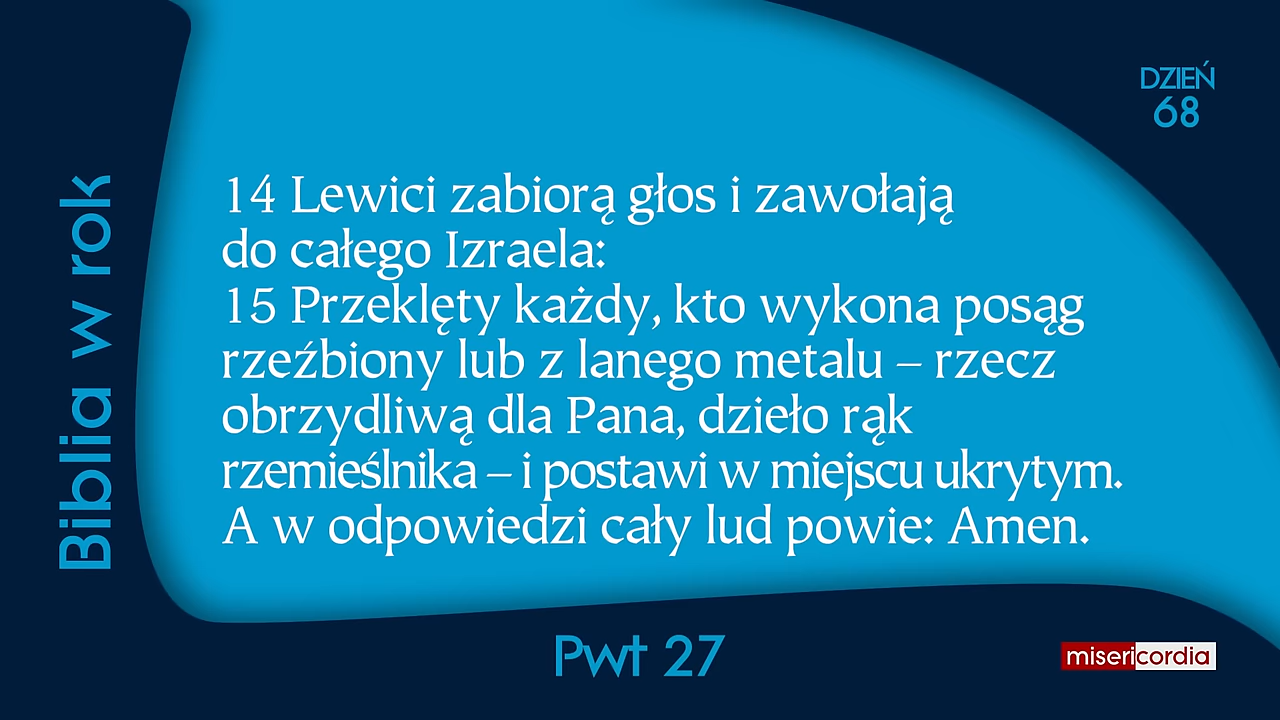 DZIEŃ
68
Biblia w rok
14 Lewici zabiorą głos i zawołają
do całego Izraela:
15 Przeklęty każdy, kto wykona posąg
rzeźbiony lub z lanego metalu – rzecz
obrzydliwą dla Pana, dzieło rąk
rzemieślnika – i postawi w miejscu ukrytym.
A w odpowiedzi cały lud powie: Amen.
Pwt 27
misericordia